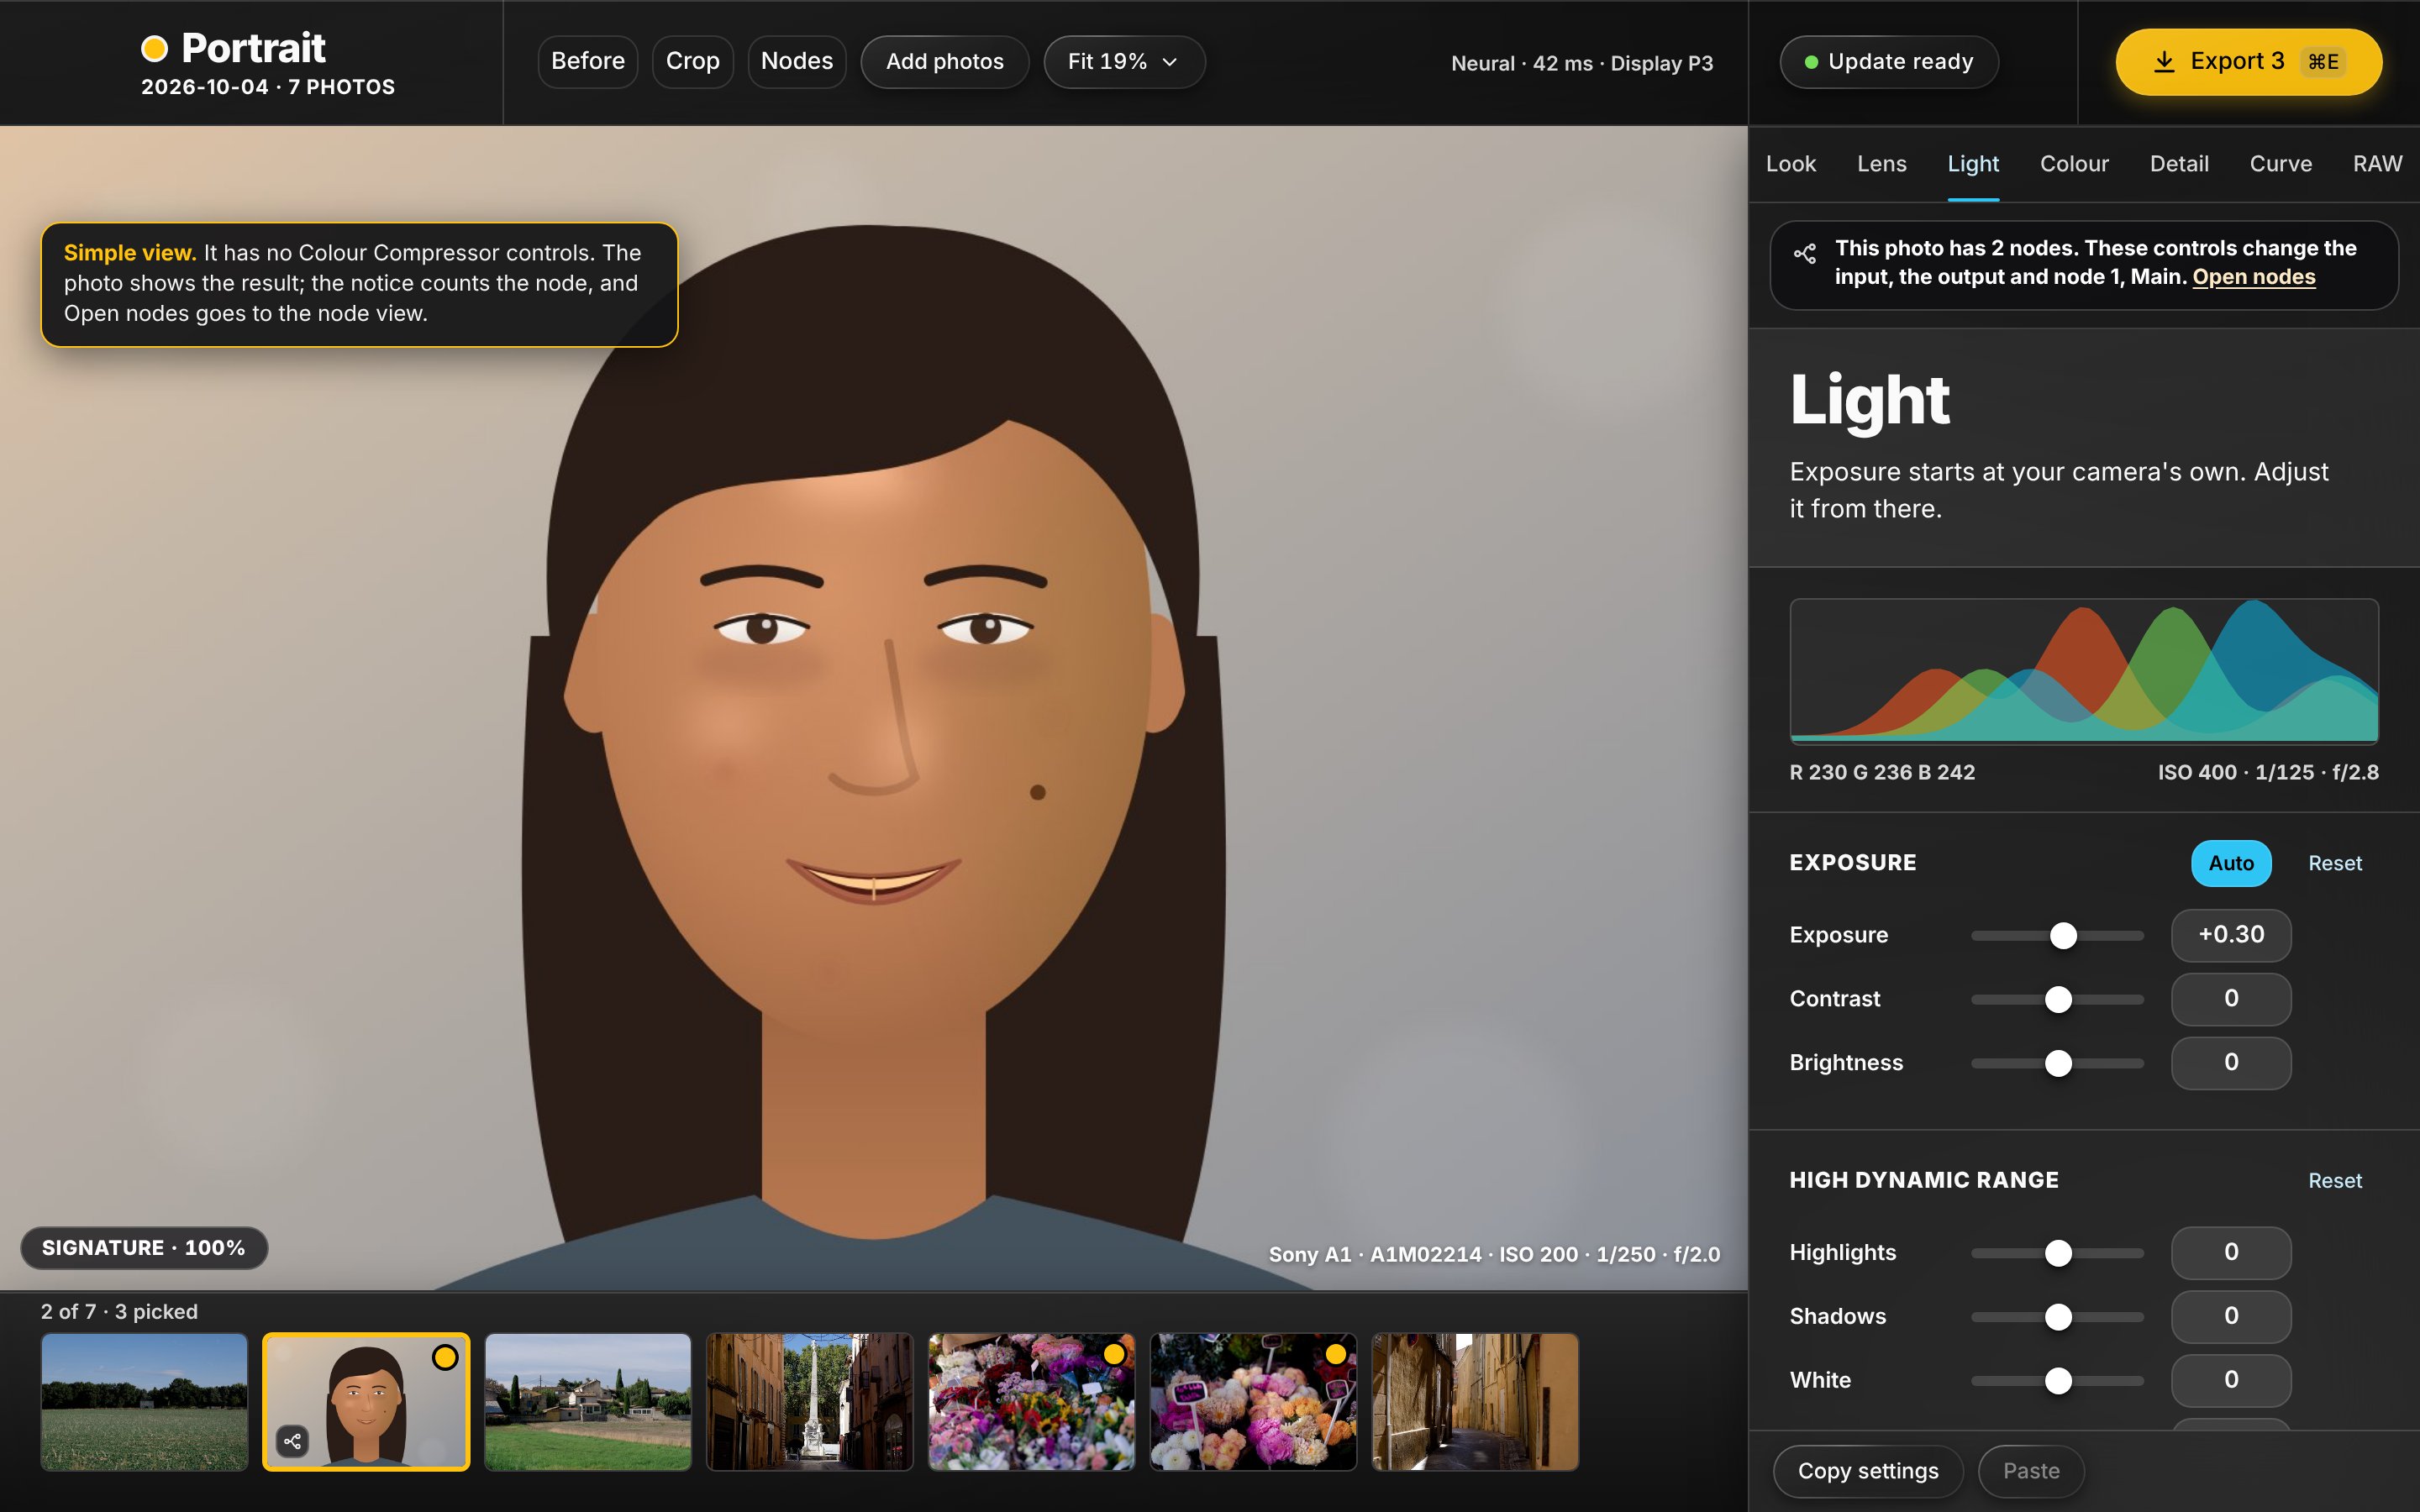 Portrait
2026-10-04 · 7 PHOTOS
Before
Crop
Nodes
Add photos
Fit 19%
Neural · 42 ms · Display P3
Update ready
Export 3 ⌘E
Look
Lens
Light
Colour
Detail
Curve
RAW
Simple view. It has no Colour Compressor controls. The
photo shows the result; the notice counts the node, and
Open nodes goes to the node view.
This photo has 2 nodes. These controls change the
input, the output and node 1, Main. Open nodes
Light
Exposure starts at your camera's own. Adjust
it from there.
R 230 G 236 B 242
ISO 400 · 1/125 · f/2.8
EXPOSURE
Auto
Reset
Exposure
+0.30
Contrast
0
Brightness
0
HIGH DYNAMIC RANGE
Reset
Highlights
0
Shadows
0
White
0
SIGNATURE · 100%
Sony A1 · A1M02214 · ISO 200 · 1/250 · f/2.0
2 of 7 · 3 picked
Copy settings
Paste